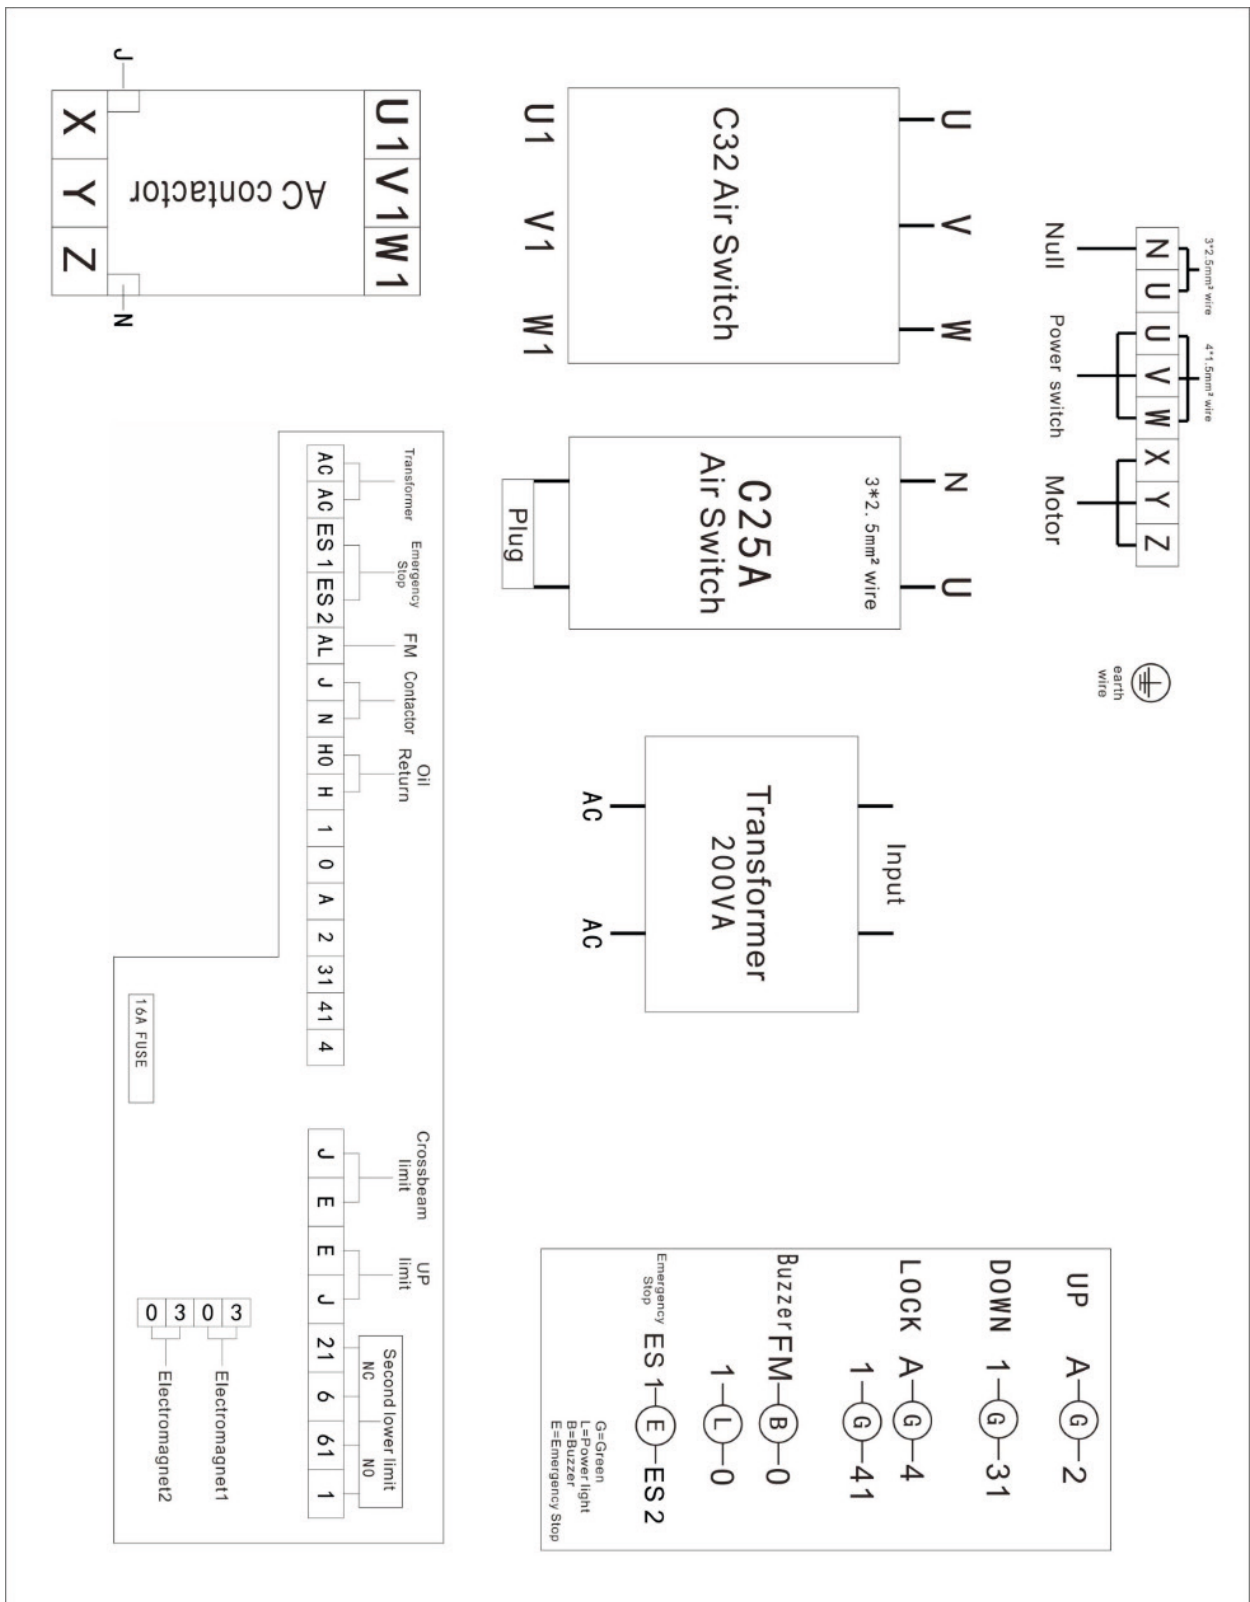 3*2.5mm² wire
4*1.5mm² wire
N U U V W X Y Z
Null
Power switch
Motor
earth
wire
U
V
W
C32 Air Switch
U1
V1
W1
N
U
3*2.5mm² wire
C25A
Air Switch
Plug
Input
Transformer
200VA
AC
AC
U1 V1 W1
AC contactor
X Y Z
J
N
Transformer
Emergency
Stop
FM
Contactor
Oil
Return
AC AC ES1 ES2 AL J N H0 H 1 0 A 2 31 41 4
Crossbeam
limit
UP
limit
Second lower limit
NC
NO
J E E J 21 6 61 1
16A FUSE
0 3 0 3
Electromagnet1
Electromagnet2
UP A G 2
DOWN 1 G 31
LOCK A G 4
1 G 41
Buzzer FM B 0
1 L 0
Emergency
Stop
ES 1 E ES 2
G=Green
L=Power light
B=Buzzer
E=Emergency Stop